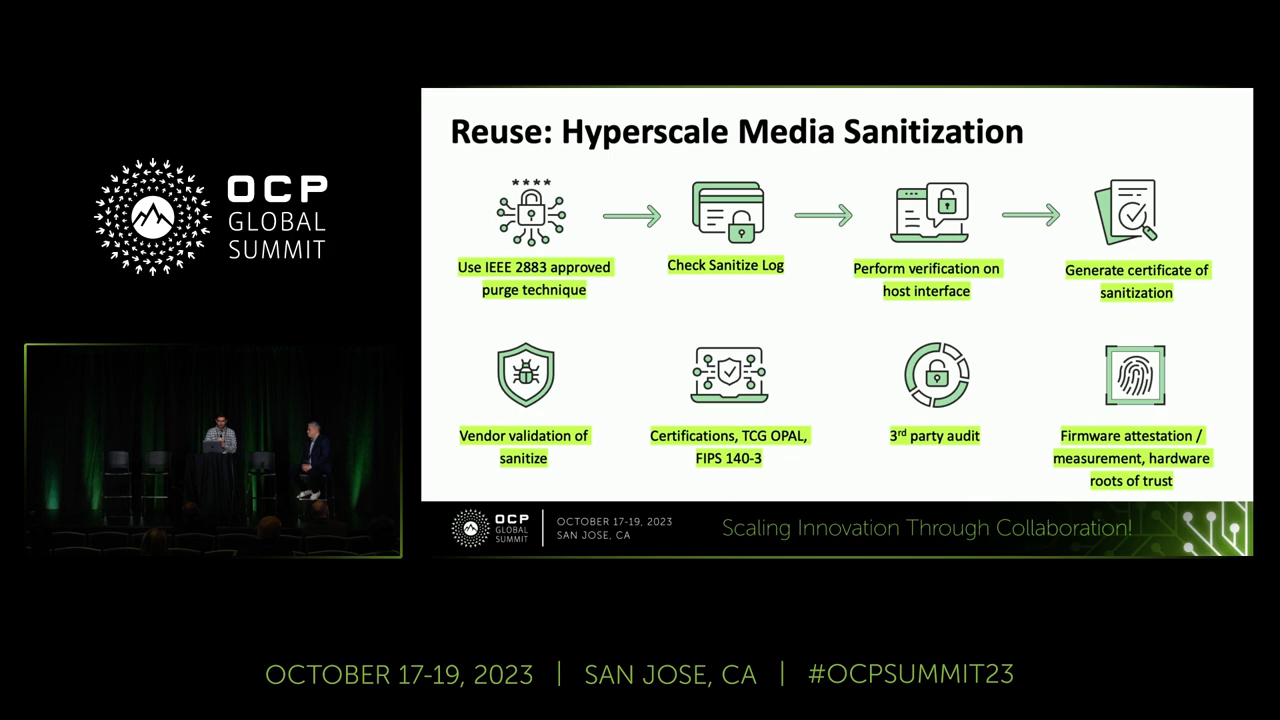 OCP
GLOBAL
SUMMIT
Reuse: Hyperscale Media Sanitization
Use IEEE 2883 approved
purge technique
Check Sanitize Log
Perform verification on
host interface
Generate certificate of
sanitization
Vendor validation of
sanitize
Certifications, TCG OPAL,
FIPS 140-3
3rd party audit
Firmware attestation /
measurement, hardware
roots of trust
OCP
GLOBAL
SUMMIT
OCTOBER 17-19, 2023
SAN JOSE, CA
Scaling Innovation Through Collaboration!
OCTOBER 17-19, 2023 | SAN JOSE, CA | #OCPSUMMIT23